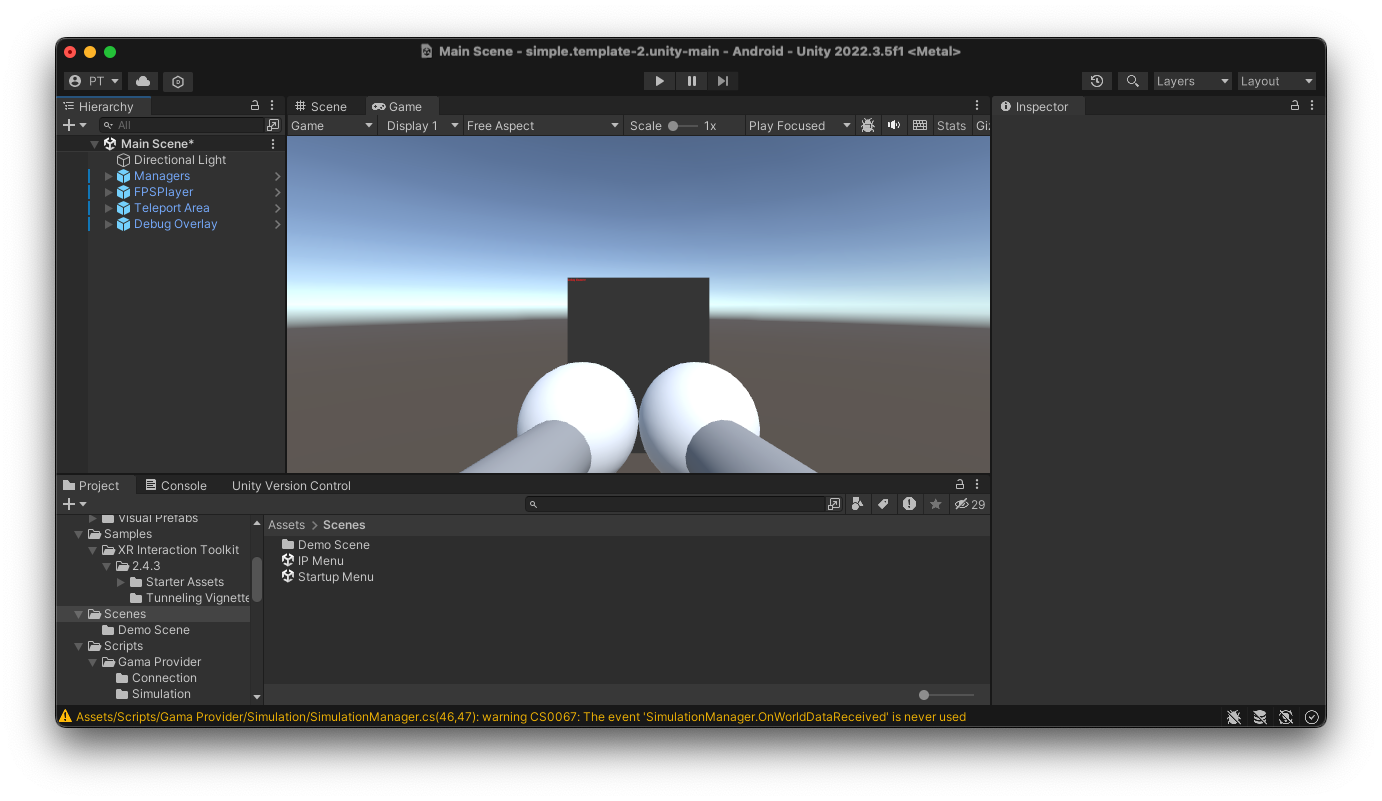 Main Scene - simple.template-2.unity-main - Android - Unity 2022.3.5f1 <Metal>
PT
Layers
Layout
Hierarchy
All
Main Scene*
Directional Light
Managers
FPSPlayer
Teleport Area
Debug Overlay
Scene
Game
Game
Display 1
Free Aspect
Scale
1x
Play Focused
Stats
Giz
Inspector
Project
Console
Unity Version Control
29
Visual Prefabs
Samples
XR Interaction Toolkit
2.4.3
Starter Assets
Tunneling Vignette
Scenes
Demo Scene
Scripts
Gama Provider
Connection
Simulation
Assets > Scenes
Demo Scene
IP Menu
Startup Menu
Assets/Scripts/Gama Provider/Simulation/SimulationManager.cs(46,47): warning CS0067: The event 'SimulationManager.OnWorldDataReceived' is never used